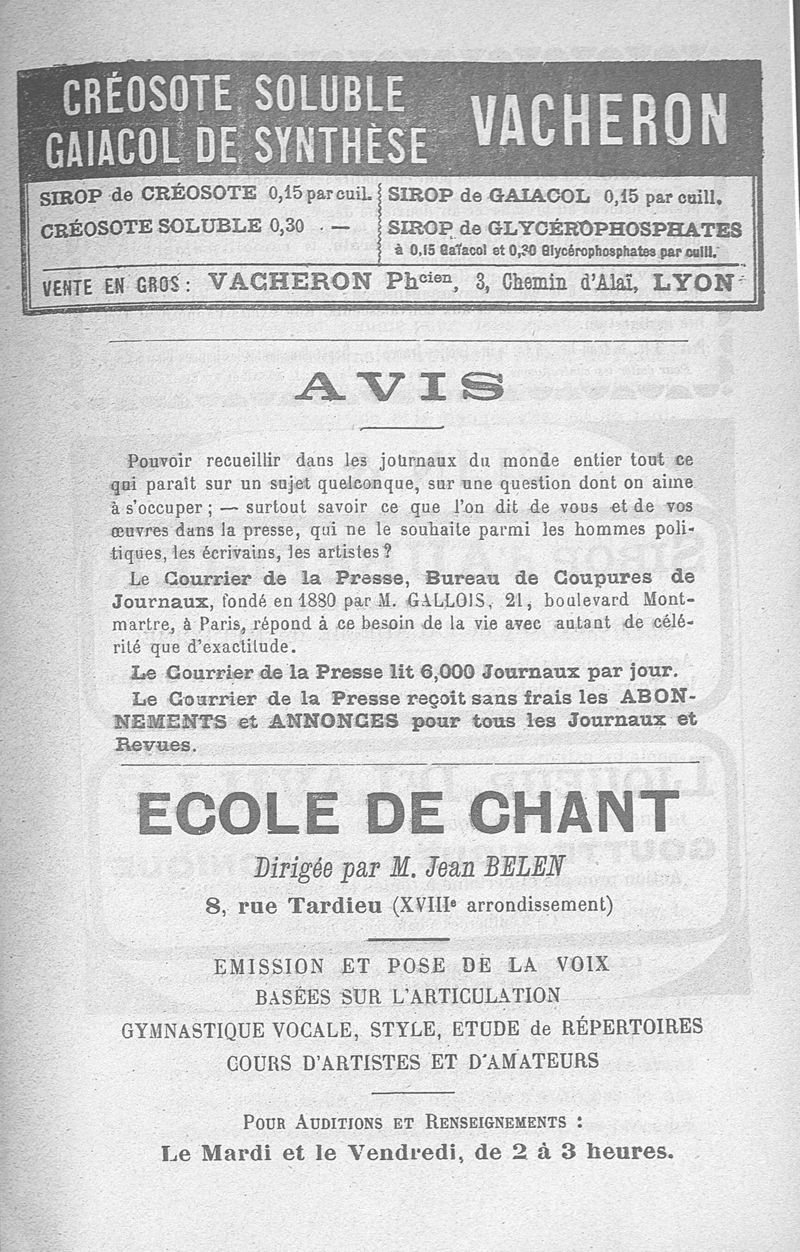 CRÉOSOTE SOLUBLE
GAIACOL DE SYNTHÈSE
VACHERON
SIROP de CRÉOSOTE 0,15 par cuil.
CRÉOSOTE SOLUBLE 0,30 . —
SIROP de GAIACOL 0,15 par cuill.
SIROP de GLYCÉROPHOSPHATES
à 0,15 Gaïacol et 0,30 Glycérophosphates par cuill.
VENTE EN GROS : VACHERON Phcien, 3, Chemin d'Alaï, LYON
AVIS
Pouvoir recueillir dans les journaux du monde entier tout ce
qui paraît sur un sujet quelconque, sur une question dont on aime
à s'occuper ; — surtout savoir ce que l'on dit de vous et de vos
œuvres dans la presse, qui ne le souhaite parmi les hommes poli-
tiques, les écrivains, les artistes ?
Le Courrier de la Presse, Bureau de Coupures de
Journaux, fondé en 1880 par M. GALLOIS, 21, boulevard Mont-
martre, à Paris, répond à ce besoin de la vie avec autant de célé-
rité que d'exactitude.
Le Courrier de la Presse lit 6,000 Journaux par jour.
Le Courrier de la Presse reçoit sans frais les ABON-
NEMENTS et ANNONCES pour tous les Journaux et
Revues.
ECOLE DE CHANT
Dirigée par M. Jean BELEN
8, rue Tardieu (XVIIIe arrondissement)
EMISSION ET POSE DE LA VOIX
BASÉES SUR L'ARTICULATION
GYMNASTIQUE VOCALE, STYLE, ETUDE de RÉPERTOIRES
COURS D'ARTISTES ET D'AMATEURS
POUR AUDITIONS ET RENSEIGNEMENTS :
Le Mardi et le Vendredi, de 2 à 3 heures.